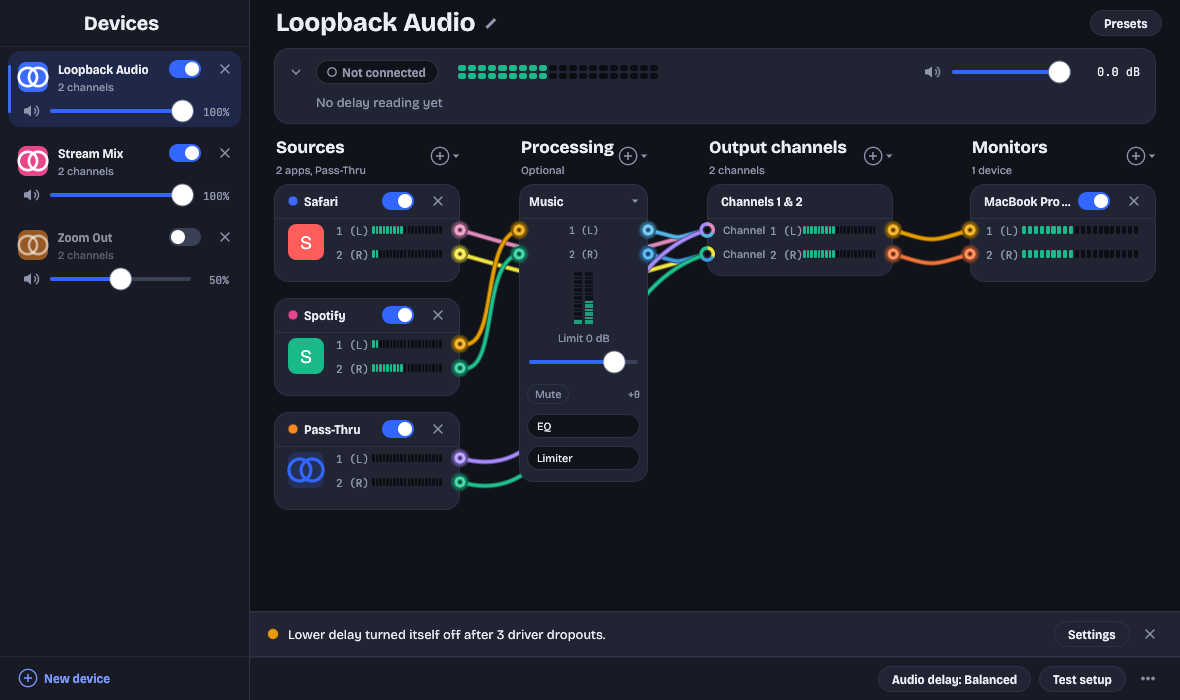 Devices
Loopback Audio
2 channels
100%
Stream Mix
2 channels
100%
Zoom Out
2 channels
50%
New device
Loopback Audio
Presets
Not connected
0.0 dB
No delay reading yet
Sources
2 apps, Pass-Thru
Safari
S
1 (L)
2 (R)
Spotify
S
1 (L)
2 (R)
Pass-Thru
1 (L)
2 (R)
Processing
Optional
Music
1 (L)
2 (R)
Limit 0 dB
Mute +0
EQ
Limiter
Output channels
2 channels
Channels 1 & 2
Channel 1 (L)
Channel 2 (R)
Monitors
1 device
MacBook Pro ...
1 (L)
2 (R)
Lower delay turned itself off after 3 driver dropouts.
Settings
Audio delay: Balanced
Test setup